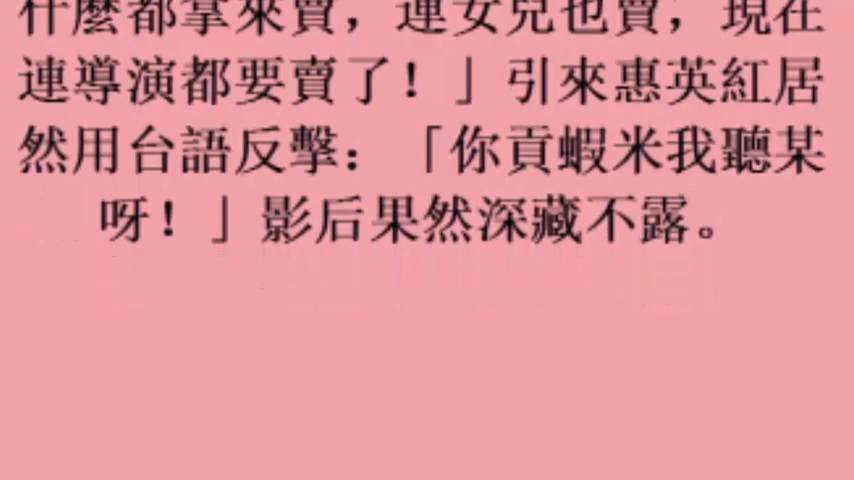 什麼都拿來賣，連女兒也賣，現在
連導演都要賣了！」引來惠英紅居
然用台語反擊：「你貢蝦米我聽某
呀！」影后果然深藏不露。